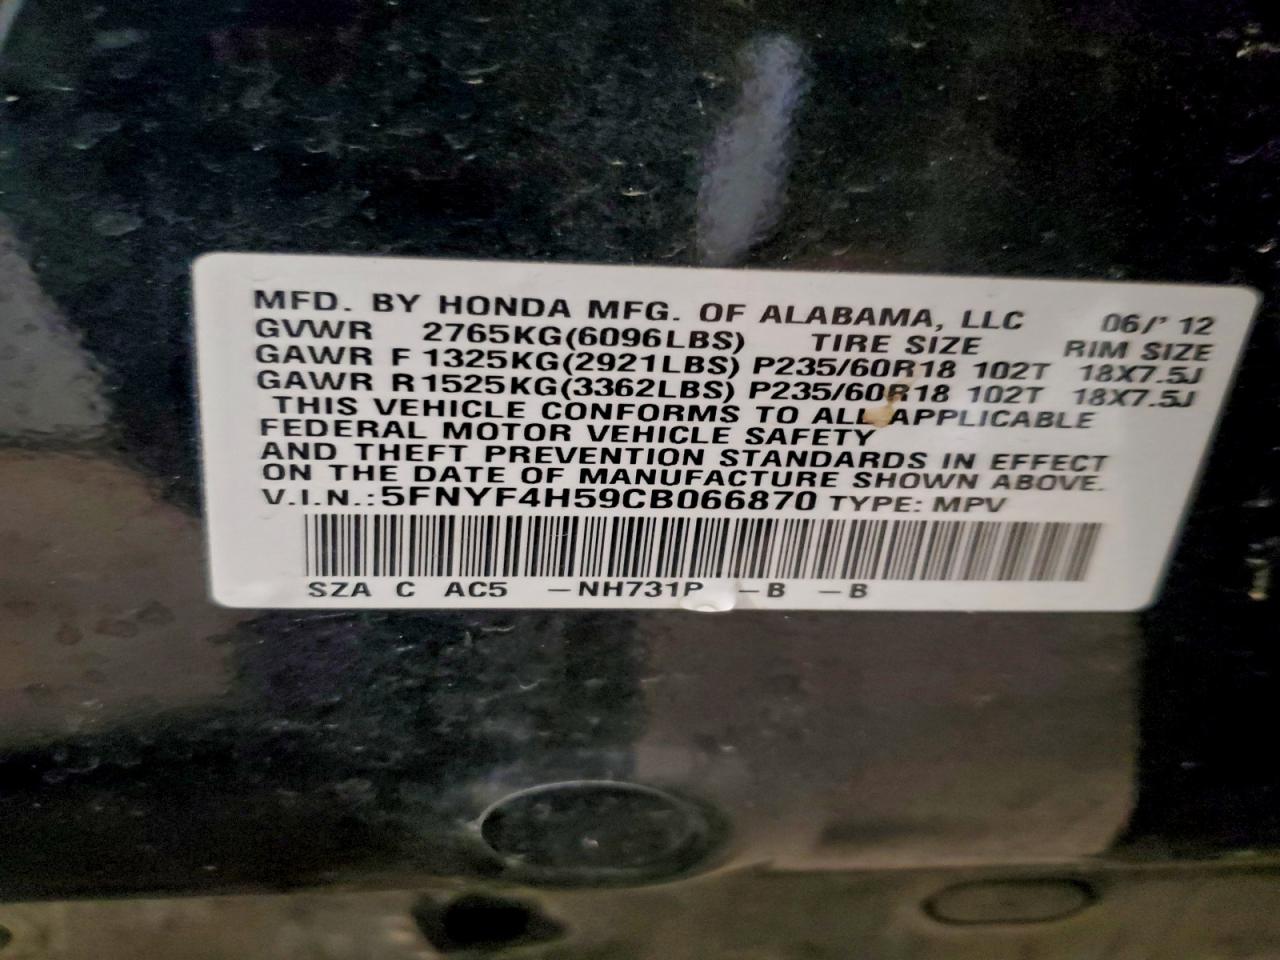 MFD. BY HONDA MFG. OF ALABAMA, LLC 06/' 12
GVWR 2765KG(6096LBS) TIRE SIZE RIM SIZE
GAWR F 1325KG(2921LBS) P235/60R18 102T 18X7.5J
GAWR R1525KG(3362LBS) P235/60R18 102T 18X7.5J
THIS VEHICLE CONFORMS TO ALL APPLICABLE
FEDERAL MOTOR VEHICLE SAFETY
AND THEFT PREVENTION STANDARDS IN EFFECT
ON THE DATE OF MANUFACTURE SHOWN ABOVE.
V.I.N.: 5FNYF4H59CB066870 TYPE: MPV
SZA C AC5 -NH731P -B -B